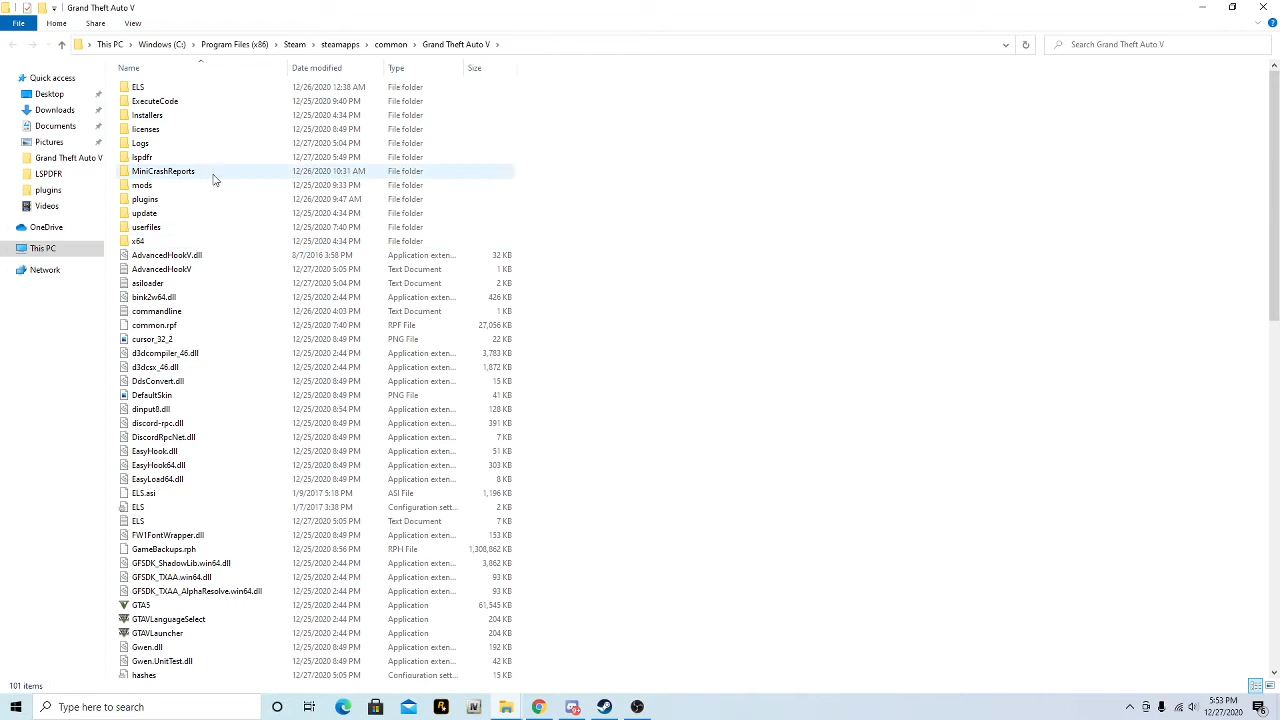 Grand Theft Auto V
File Home Share View
This PC Windows (C:) Program Files (x86) Steam steamapps common Grand Theft Auto V
Search Grand Theft Auto V
Quick access
Desktop
Downloads
Documents
Pictures
Grand Theft Auto V
LSPDFR
plugins
Videos
OneDrive
This PC
Network
Name Date modified Type Size
ELS 12/26/2020 12:38 AM File folder
ExecuteCode 12/25/2020 9:40 PM File folder
Installers 12/25/2020 4:34 PM File folder
licenses 12/25/2020 8:49 PM File folder
Logs 12/27/2020 5:04 PM File folder
lspdfr 12/27/2020 5:49 PM File folder
MiniCrashReports 12/26/2020 10:31 AM File folder
mods 12/25/2020 9:33 PM File folder
plugins 12/26/2020 9:47 AM File folder
update 12/25/2020 4:34 PM File folder
userfiles 12/25/2020 7:40 PM File folder
x64 12/25/2020 4:34 PM File folder
AdvancedHookV.dll 8/7/2016 3:58 PM Application exten... 32 KB
AdvancedHookV 12/27/2020 5:05 PM Text Document 1 KB
asiloader 12/27/2020 5:04 PM Text Document 2 KB
bink2w64.dll 12/25/2020 2:44 PM Application exten... 426 KB
commandline 12/26/2020 4:03 PM Text Document 1 KB
common.rpf 12/25/2020 7:40 PM RPF File 27,056 KB
cursor_32_2 12/25/2020 8:49 PM PNG File 22 KB
d3dcompiler_46.dll 12/25/2020 2:44 PM Application exten... 3,783 KB
d3dcsx_46.dll 12/25/2020 2:44 PM Application exten... 1,872 KB
DdsConvert.dll 12/25/2020 8:49 PM Application exten... 15 KB
DefaultSkin 12/25/2020 8:49 PM PNG File 41 KB
dinput8.dll 12/25/2020 8:54 PM Application exten... 128 KB
discord-rpc.dll 12/25/2020 8:49 PM Application exten... 391 KB
DiscordRpcNet.dll 12/25/2020 8:49 PM Application exten... 7 KB
EasyHook.dll 12/25/2020 8:49 PM Application exten... 51 KB
EasyHook64.dll 12/25/2020 8:49 PM Application exten... 303 KB
EasyLoad64.dll 12/25/2020 8:49 PM Application exten... 8 KB
ELS.asi 1/9/2017 5:18 PM ASI File 1,196 KB
ELS 1/7/2017 3:38 PM Configuration sett... 2 KB
ELS 12/27/2020 5:05 PM Text Document 7 KB
FW1FontWrapper.dll 12/25/2020 8:49 PM Application exten... 153 KB
GameBackups.rph 12/25/2020 8:56 PM RPH File 1,308,862 KB
GFSDK_ShadowLib.win64.dll 12/25/2020 2:44 PM Application exten... 3,862 KB
GFSDK_TXAA.win64.dll 12/25/2020 2:44 PM Application exten... 93 KB
GFSDK_TXAA_AlphaResolve.win64.dll 12/25/2020 2:44 PM Application exten... 93 KB
GTA5 12/25/2020 2:44 PM Application 61,545 KB
GTAVLanguageSelect 12/25/2020 2:44 PM Application 204 KB
GTAVLauncher 12/25/2020 2:44 PM Application 204 KB
Gwen.dll 12/25/2020 8:49 PM Application exten... 192 KB
Gwen.UnitTest.dll 12/25/2020 8:49 PM Application exten... 42 KB
hashes 12/27/2020 5:05 PM Configuration sett... 15 KB
101 items
Type here to search
5:53 PM
12/27/2020
6